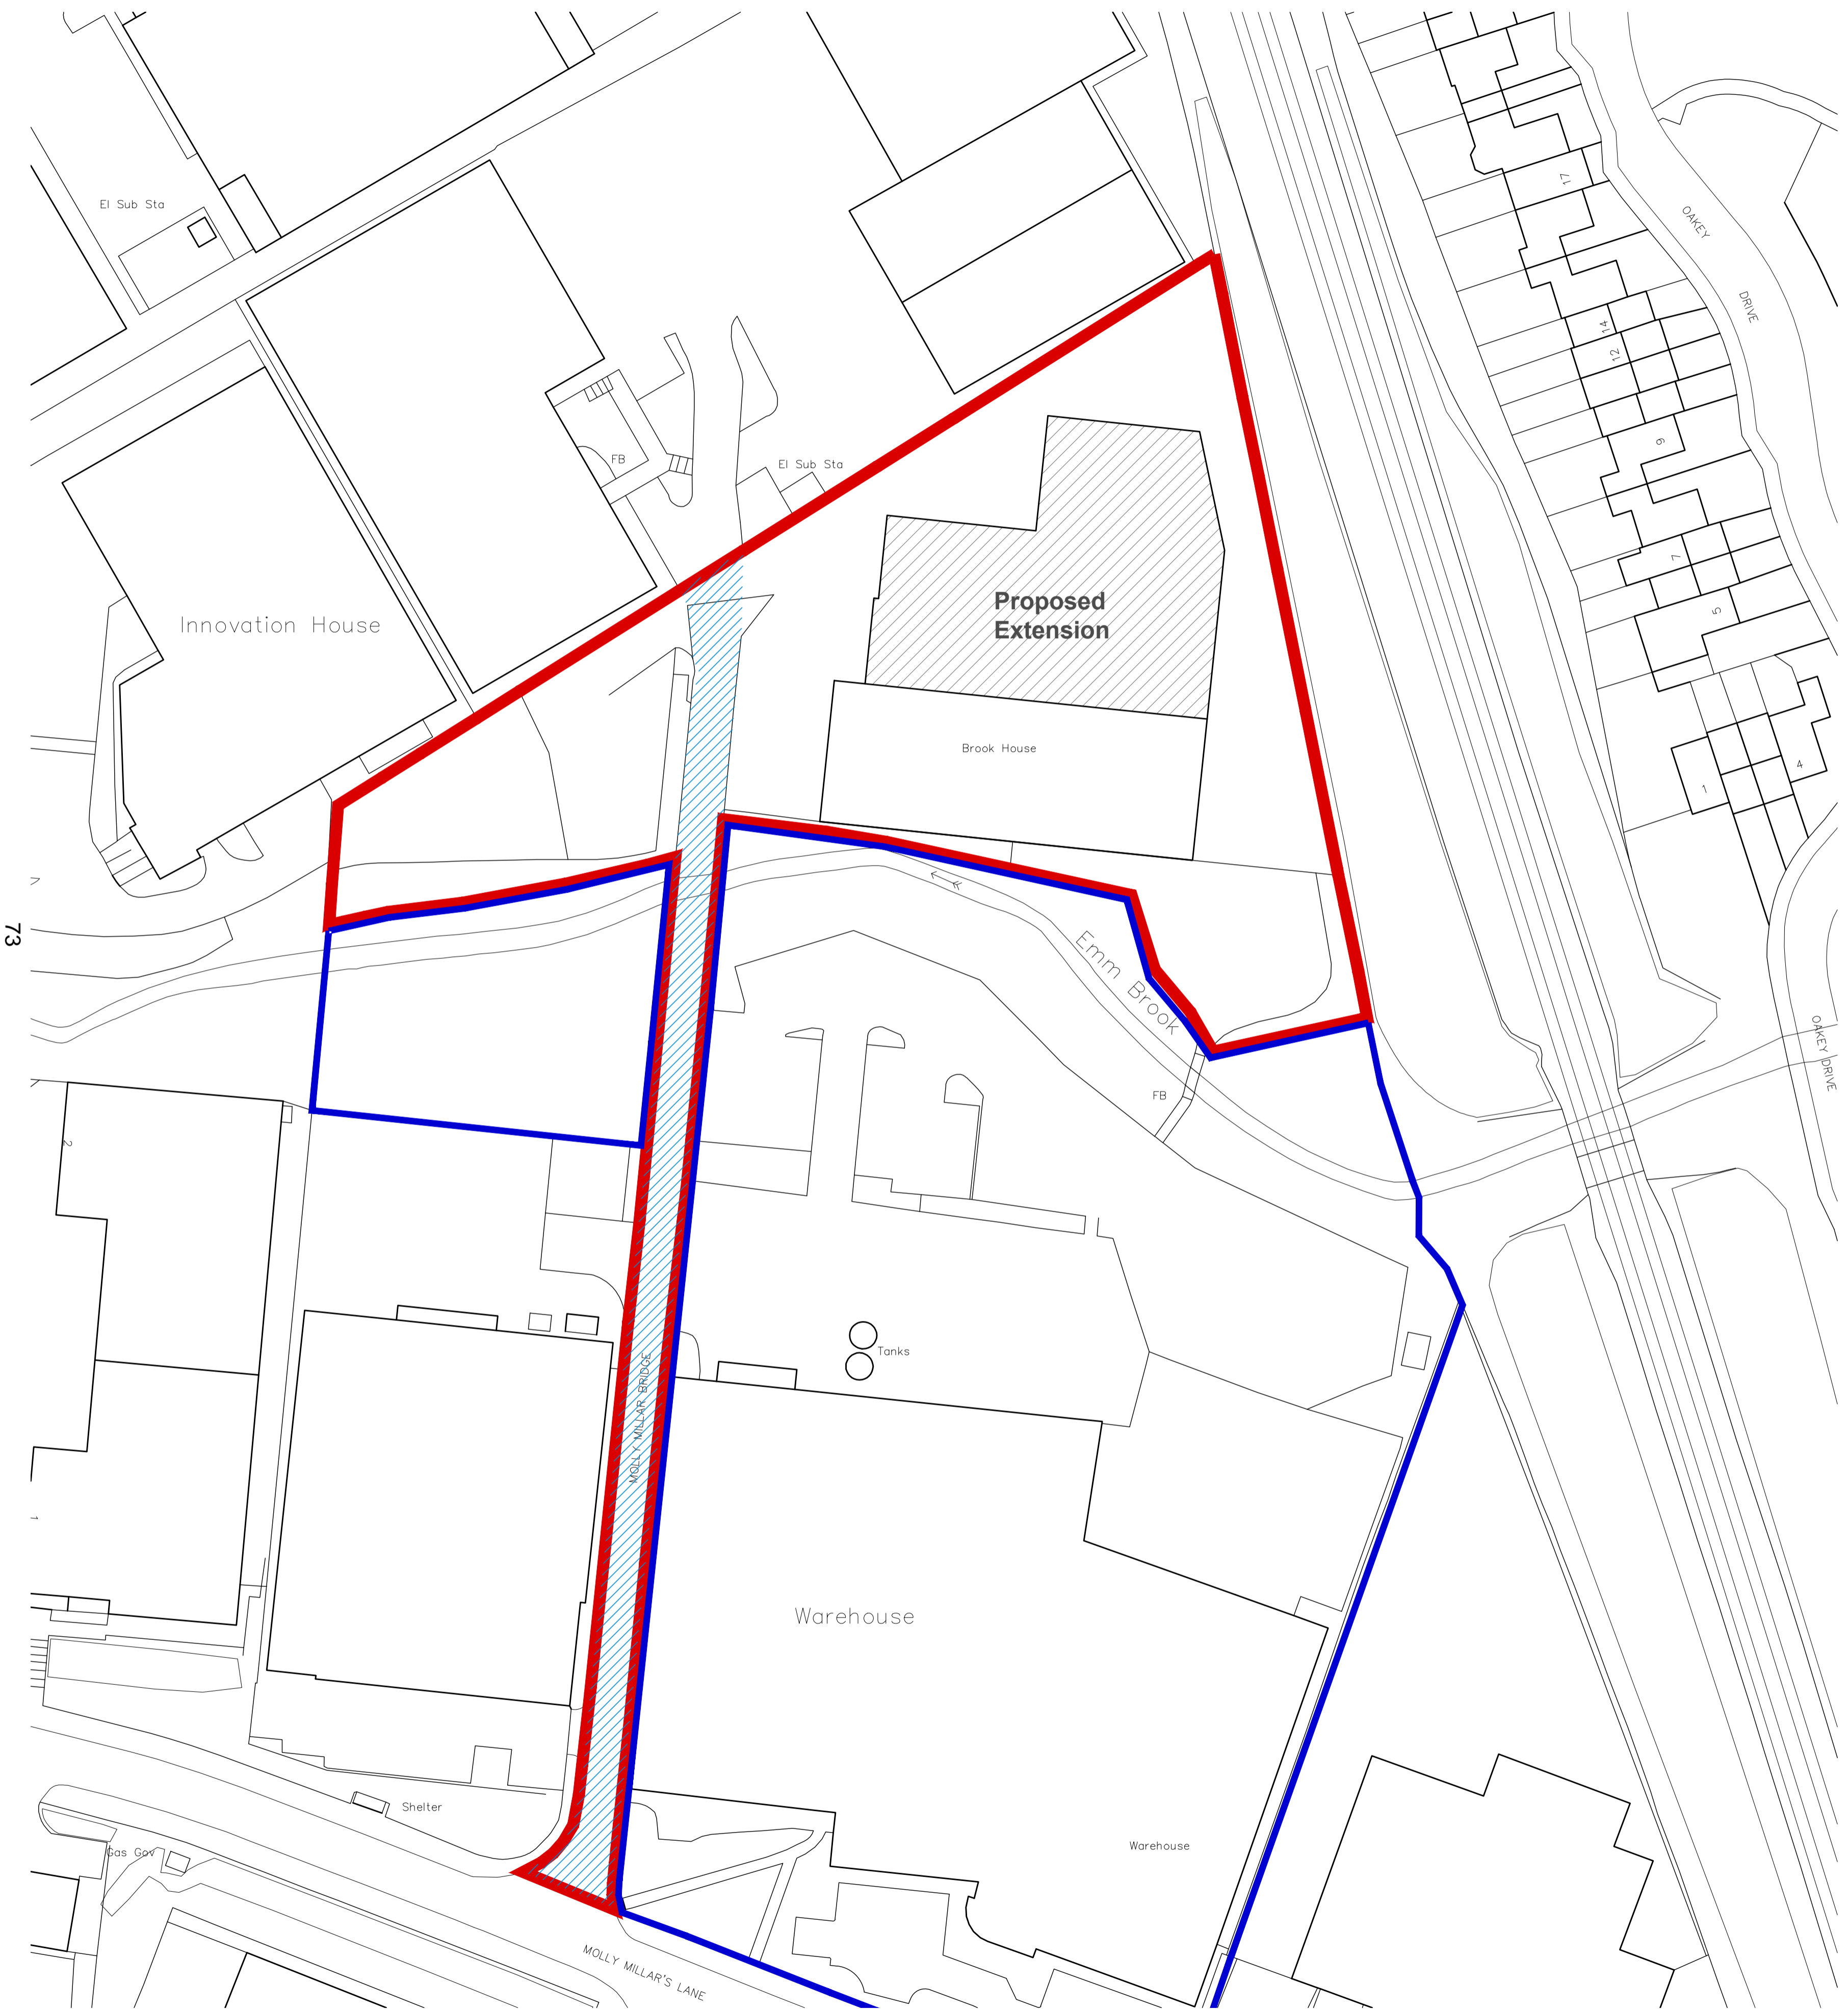 El Sub Sta
17
OAKEY
DRIVE
14
12
9
FB
El Sub Sta
7
Proposed
Extension
5
Innovation House
Brook House
4
1
73
Emm Brook
OAKEY DRIVE
FB
2
Tanks
MOLLY MILLAR BRIDGE
1
Warehouse
Shelter
Gas Gov
Warehouse
MOLLY MILLAR'S LANE